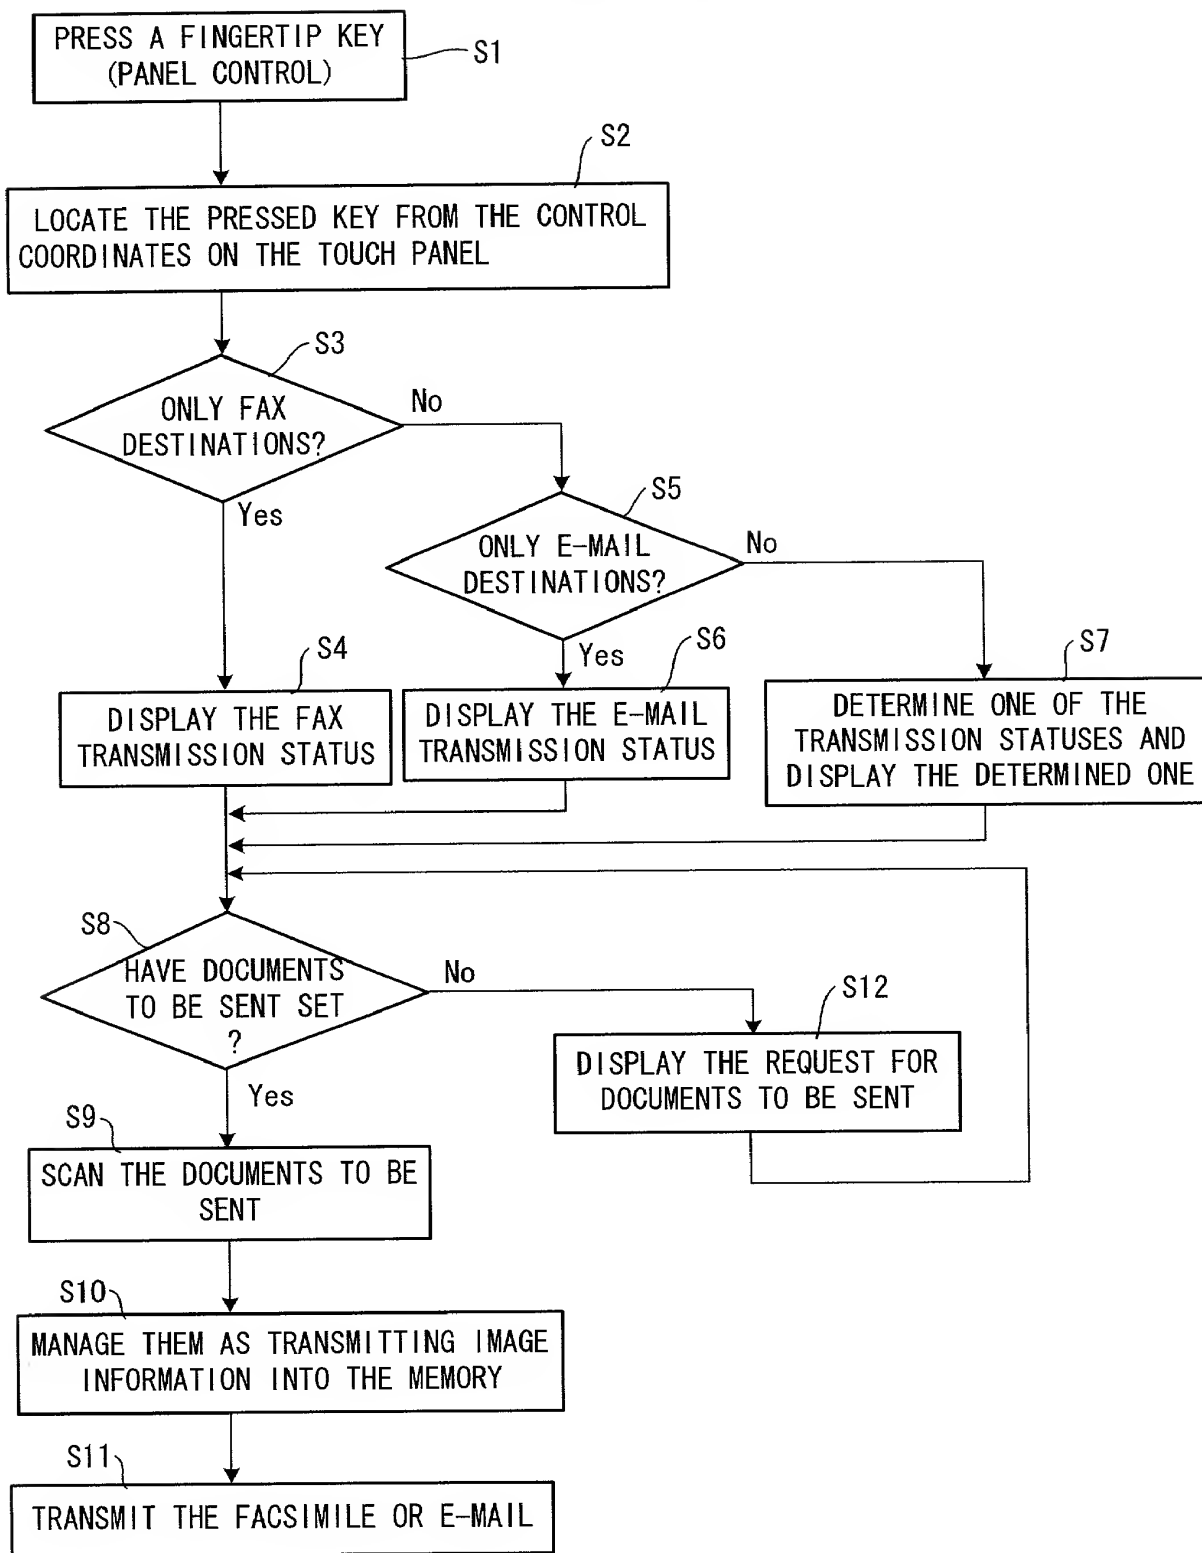 PRESS A FINGERTIP KEY
(PANEL CONTROL)
S1
S2
LOCATE THE PRESSED KEY FROM THE CONTROL
COORDINATES ON THE TOUCH PANEL
S3
ONLY FAX
DESTINATIONS?
No
Yes
S5
ONLY E-MAIL
DESTINATIONS?
No
Yes
S4
DISPLAY THE FAX
TRANSMISSION STATUS
S6
DISPLAY THE E-MAIL
TRANSMISSION STATUS
S7
DETERMINE ONE OF THE
TRANSMISSION STATUSES AND
DISPLAY THE DETERMINED ONE
S8
HAVE DOCUMENTS
TO BE SENT SET
?
No
Yes
S12
DISPLAY THE REQUEST FOR
DOCUMENTS TO BE SENT
S9
SCAN THE DOCUMENTS TO BE
SENT
S10
MANAGE THEM AS TRANSMITTING IMAGE
INFORMATION INTO THE MEMORY
S11
TRANSMIT THE FACSIMILE OR E-MAIL